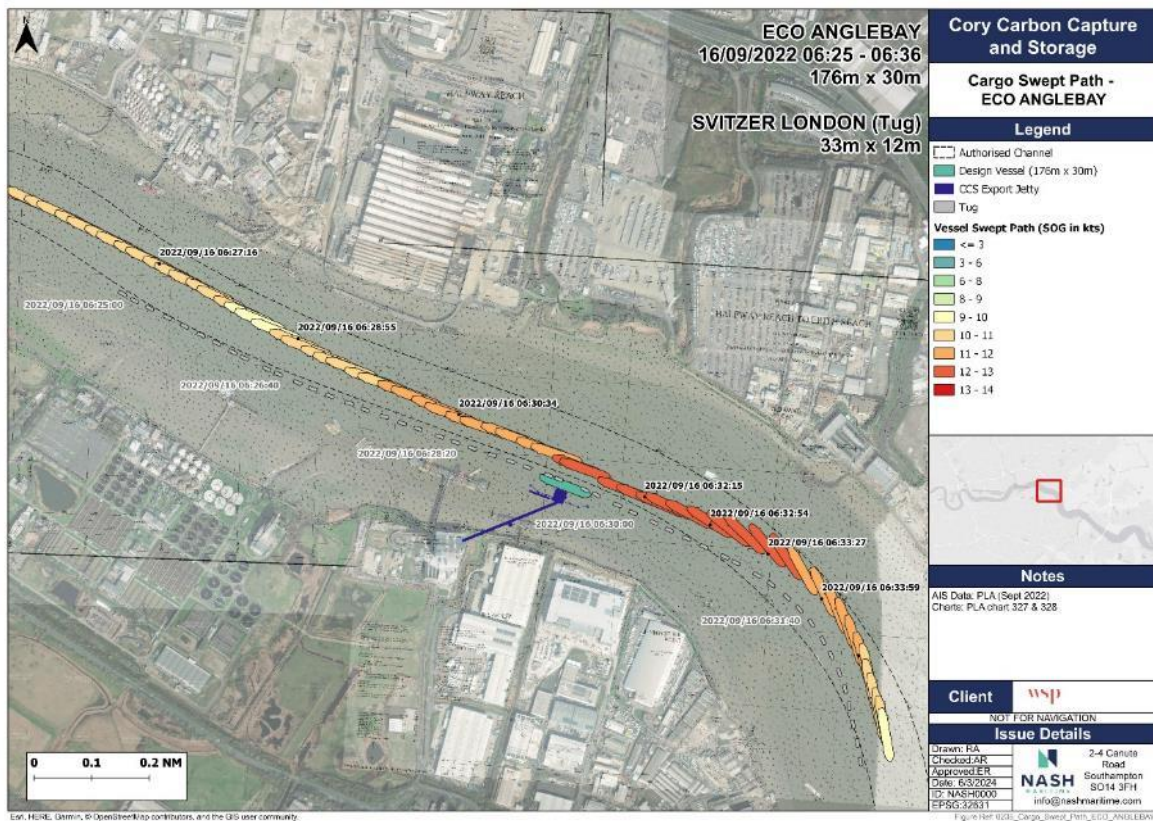 N
ECO ANGLEBAY
16/09/2022 06:25 - 06:36
176m x 30m
SVITZER LONDON (Tug)
33m x 12m
HALFWAY REACH
HALFWAY REACH TO ERITH REACH
2022/09/16 06:27:16
2022/09/16 06:25:00
2022/09/16 06:28:55
2022/09/16 06:26:40
2022/09/16 06:30:34
2022/09/16 06:28:20
2022/09/16 06:32:15
2022/09/16 06:30:00
2022/09/16 06:32:54
2022/09/16 06:33:27
2022/09/16 06:33:59
2022/09/16 06:31:40
0 0.1 0.2 NM
Esri, HERE, Garmin, © OpenStreetMap contributors, and the GIS user community
Cory Carbon Capture
and Storage
Cargo Swept Path -
ECO ANGLEBAY
Legend
Authorised Channel
Design Vessel (176m x 30m)
CCS Export Jetty
Tug
Vessel Swept Path (SOG in kts)
<= 3
3 - 6
6 - 8
8 - 9
9 - 10
10 - 11
11 - 12
12 - 13
13 - 14
Notes
AIS Data: PLA (Sept 2022)
Charts: PLA chart 327 & 328
Client
wsp
NOT FOR NAVIGATION
Issue Details
Drawn: RA
Checked:AR
Approved:ER
Date: 6/3/2024
ID: NASH0000
EPSG:32631
NASH
MARITIME
2-4 Canute
Road
Southampton
SO14 3FH
info@nashmaritime.com
Cargo_Swept_Path_ECO_ANGLEBAY